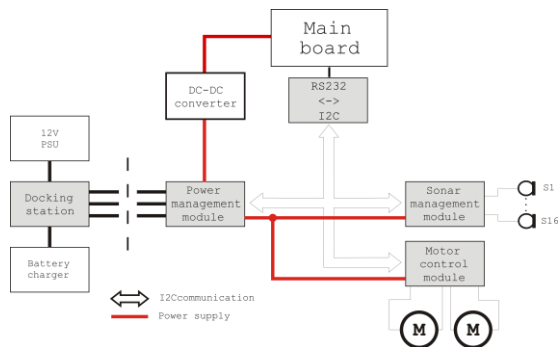 Main
board
DC-DC
converter
RS232
<->
I2C
12V
PSU
Docking
station
Power
management
module
Sonar
management
module
S1
S16
Battery
charger
Motor
control
module
I2Ccommunication
Power supply
M
M